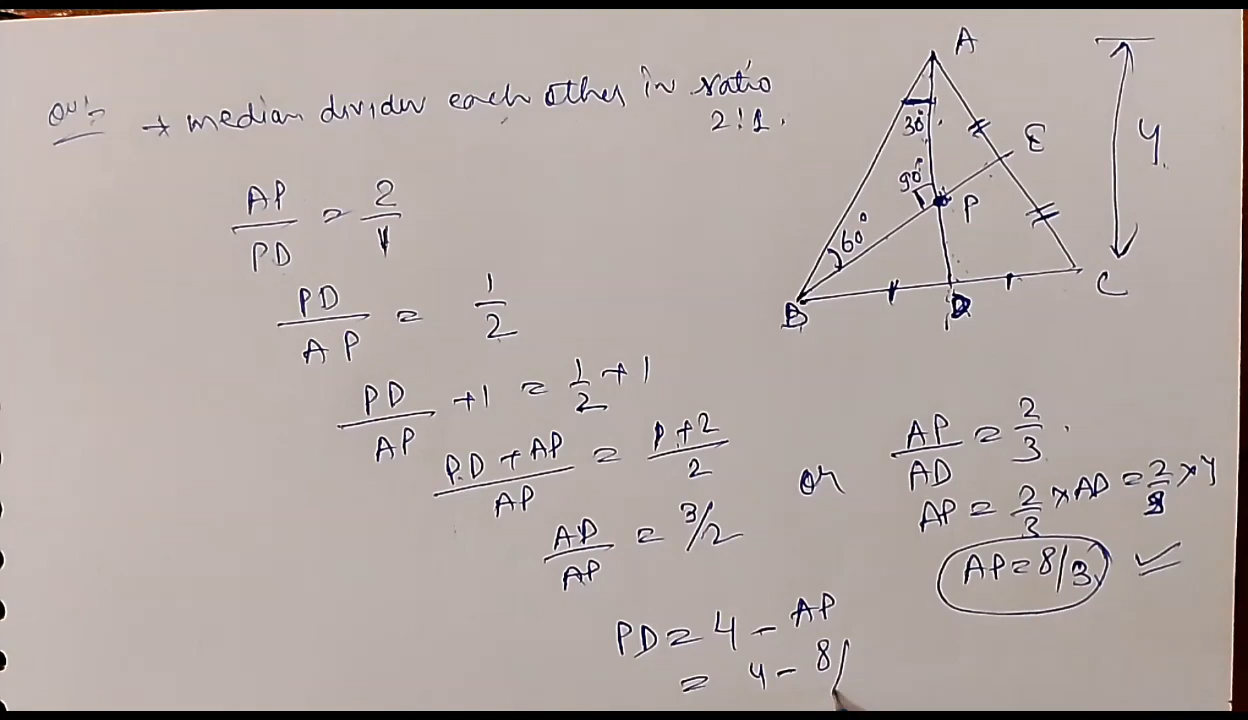 Qu:- → median divides each other in ratio
2:1.
AP/PD = 2/1
PD/AP = 1/2
PD/AP +1 = 1/2 +1
PD + AP/AP = 1+2/2
AD/AP = 3/2
or
AP/AD = 2/3.
AP = 2/3 × AD = 2/3 × 4
AP = 8/3
PD = 4 - AP
= 4 - 8/
A
30°
90°
60°
E
P
B
D
C
4